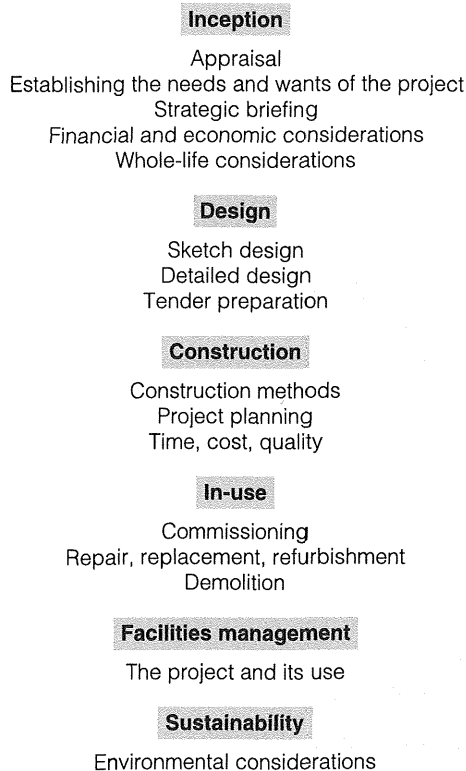 Inception
Appraisal
Establishing the needs and wants of the project
Strategic briefing
Financial and economic considerations
Whole-life considerations
Design
Sketch design
Detailed design
Tender preparation
Construction
Construction methods
Project planning
Time, cost, quality
In-use
Commissioning
Repair, replacement, refurbishment
Demolition
Facilities management
The project and its use
Sustainability
Environmental considerations